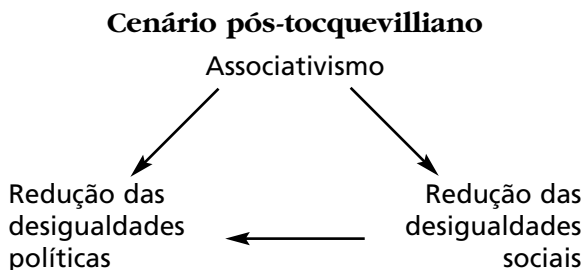 Cenário pós-tocquevilliano
Associativismo
Redução das
desigualdades
políticas
Redução das
desigualdades
sociais